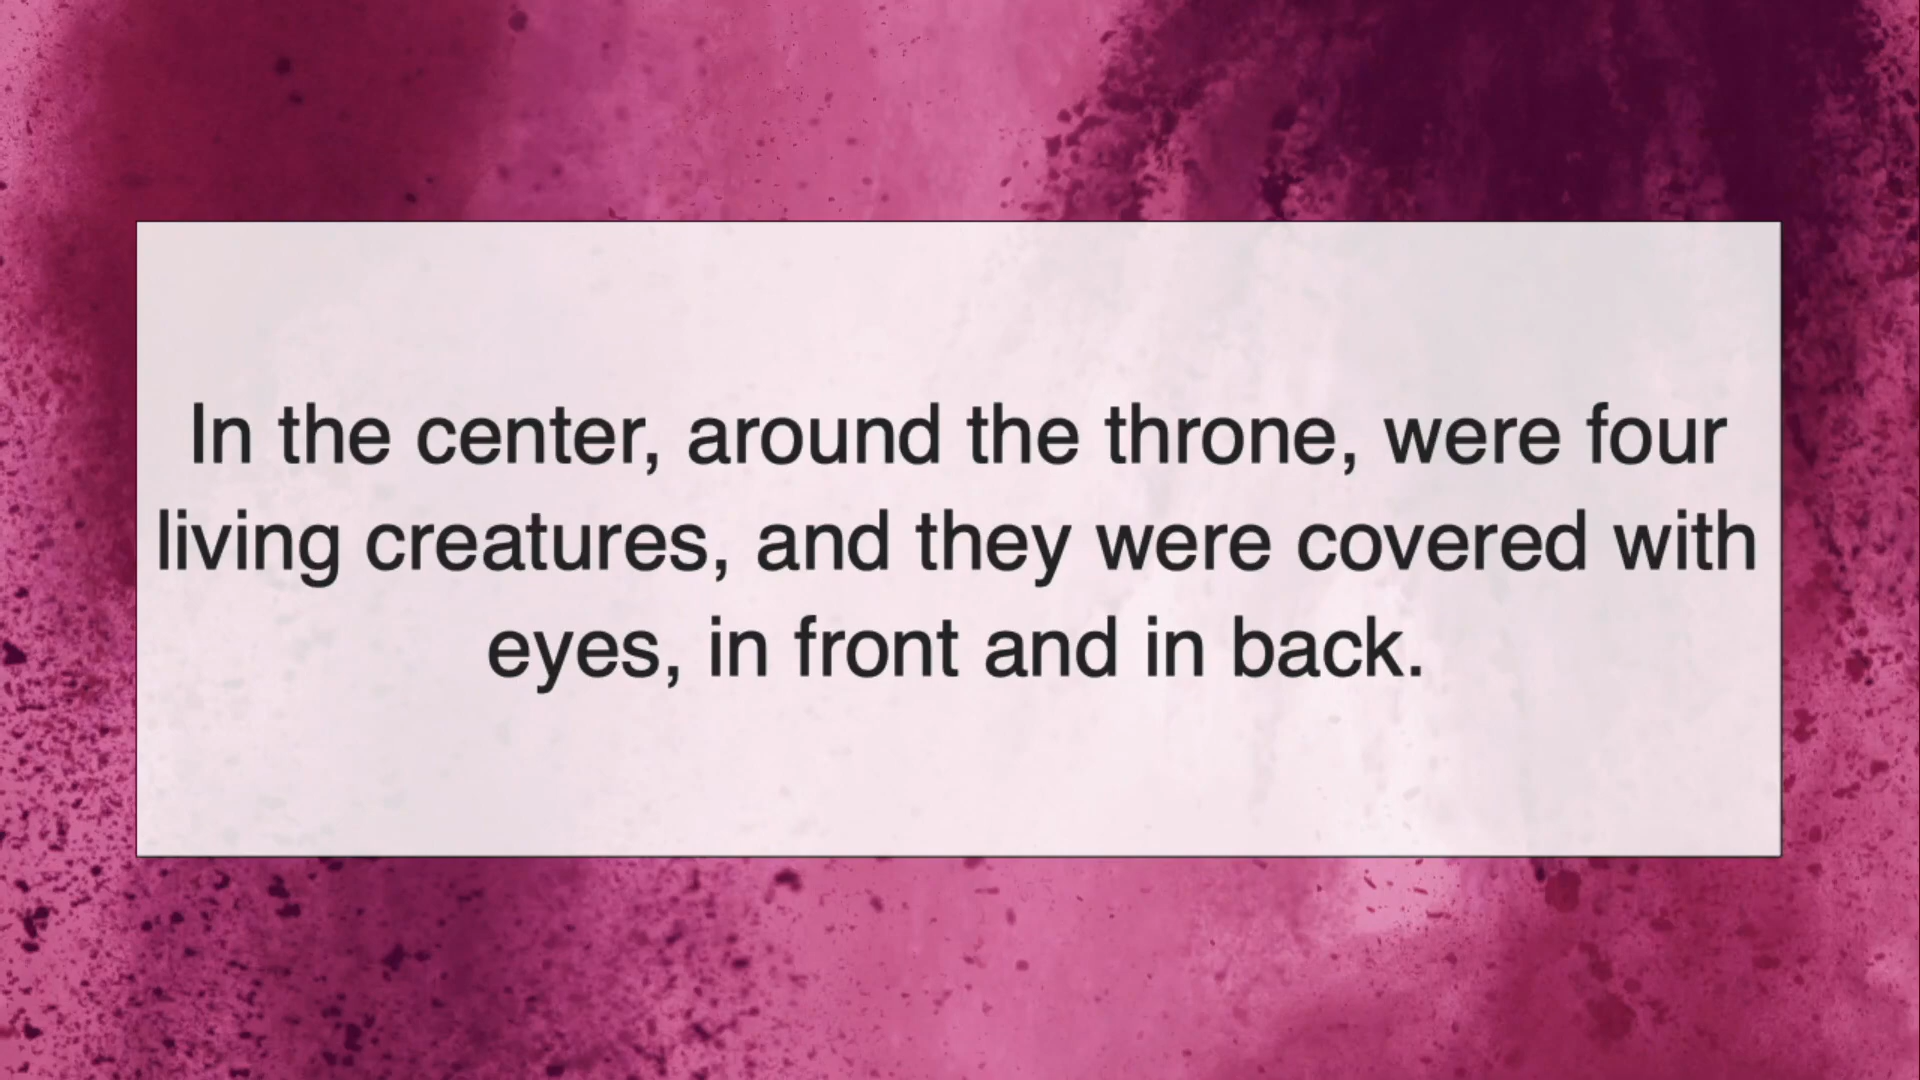 In the center, around the throne, were four
living creatures, and they were covered with
eyes, in front and in back.